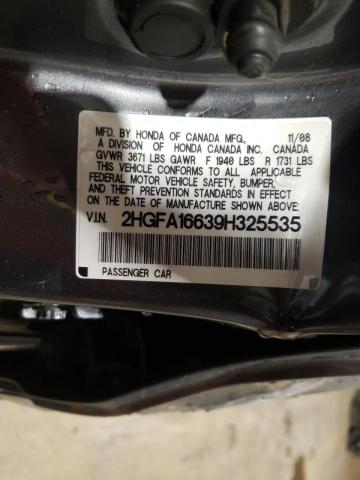 MFD. BY HONDA OF CANADA MFG. 11/08
A DIVISION OF HONDA CANADA INC. CANADA
GVWR 3671 LBS GAWR F 1940 LBS R 1731 LBS
THIS VEHICLE CONFORMS TO ALL APPLICABLE
FEDERAL MOTOR VEHICLE SAFETY, BUMPER,
AND THEFT PREVENTION STANDARDS IN EFFECT
ON THE DATE OF MANUFACTURE SHOWN ABOVE.
V.I.N. 2HGFA16639H325535
PASSENGER CAR